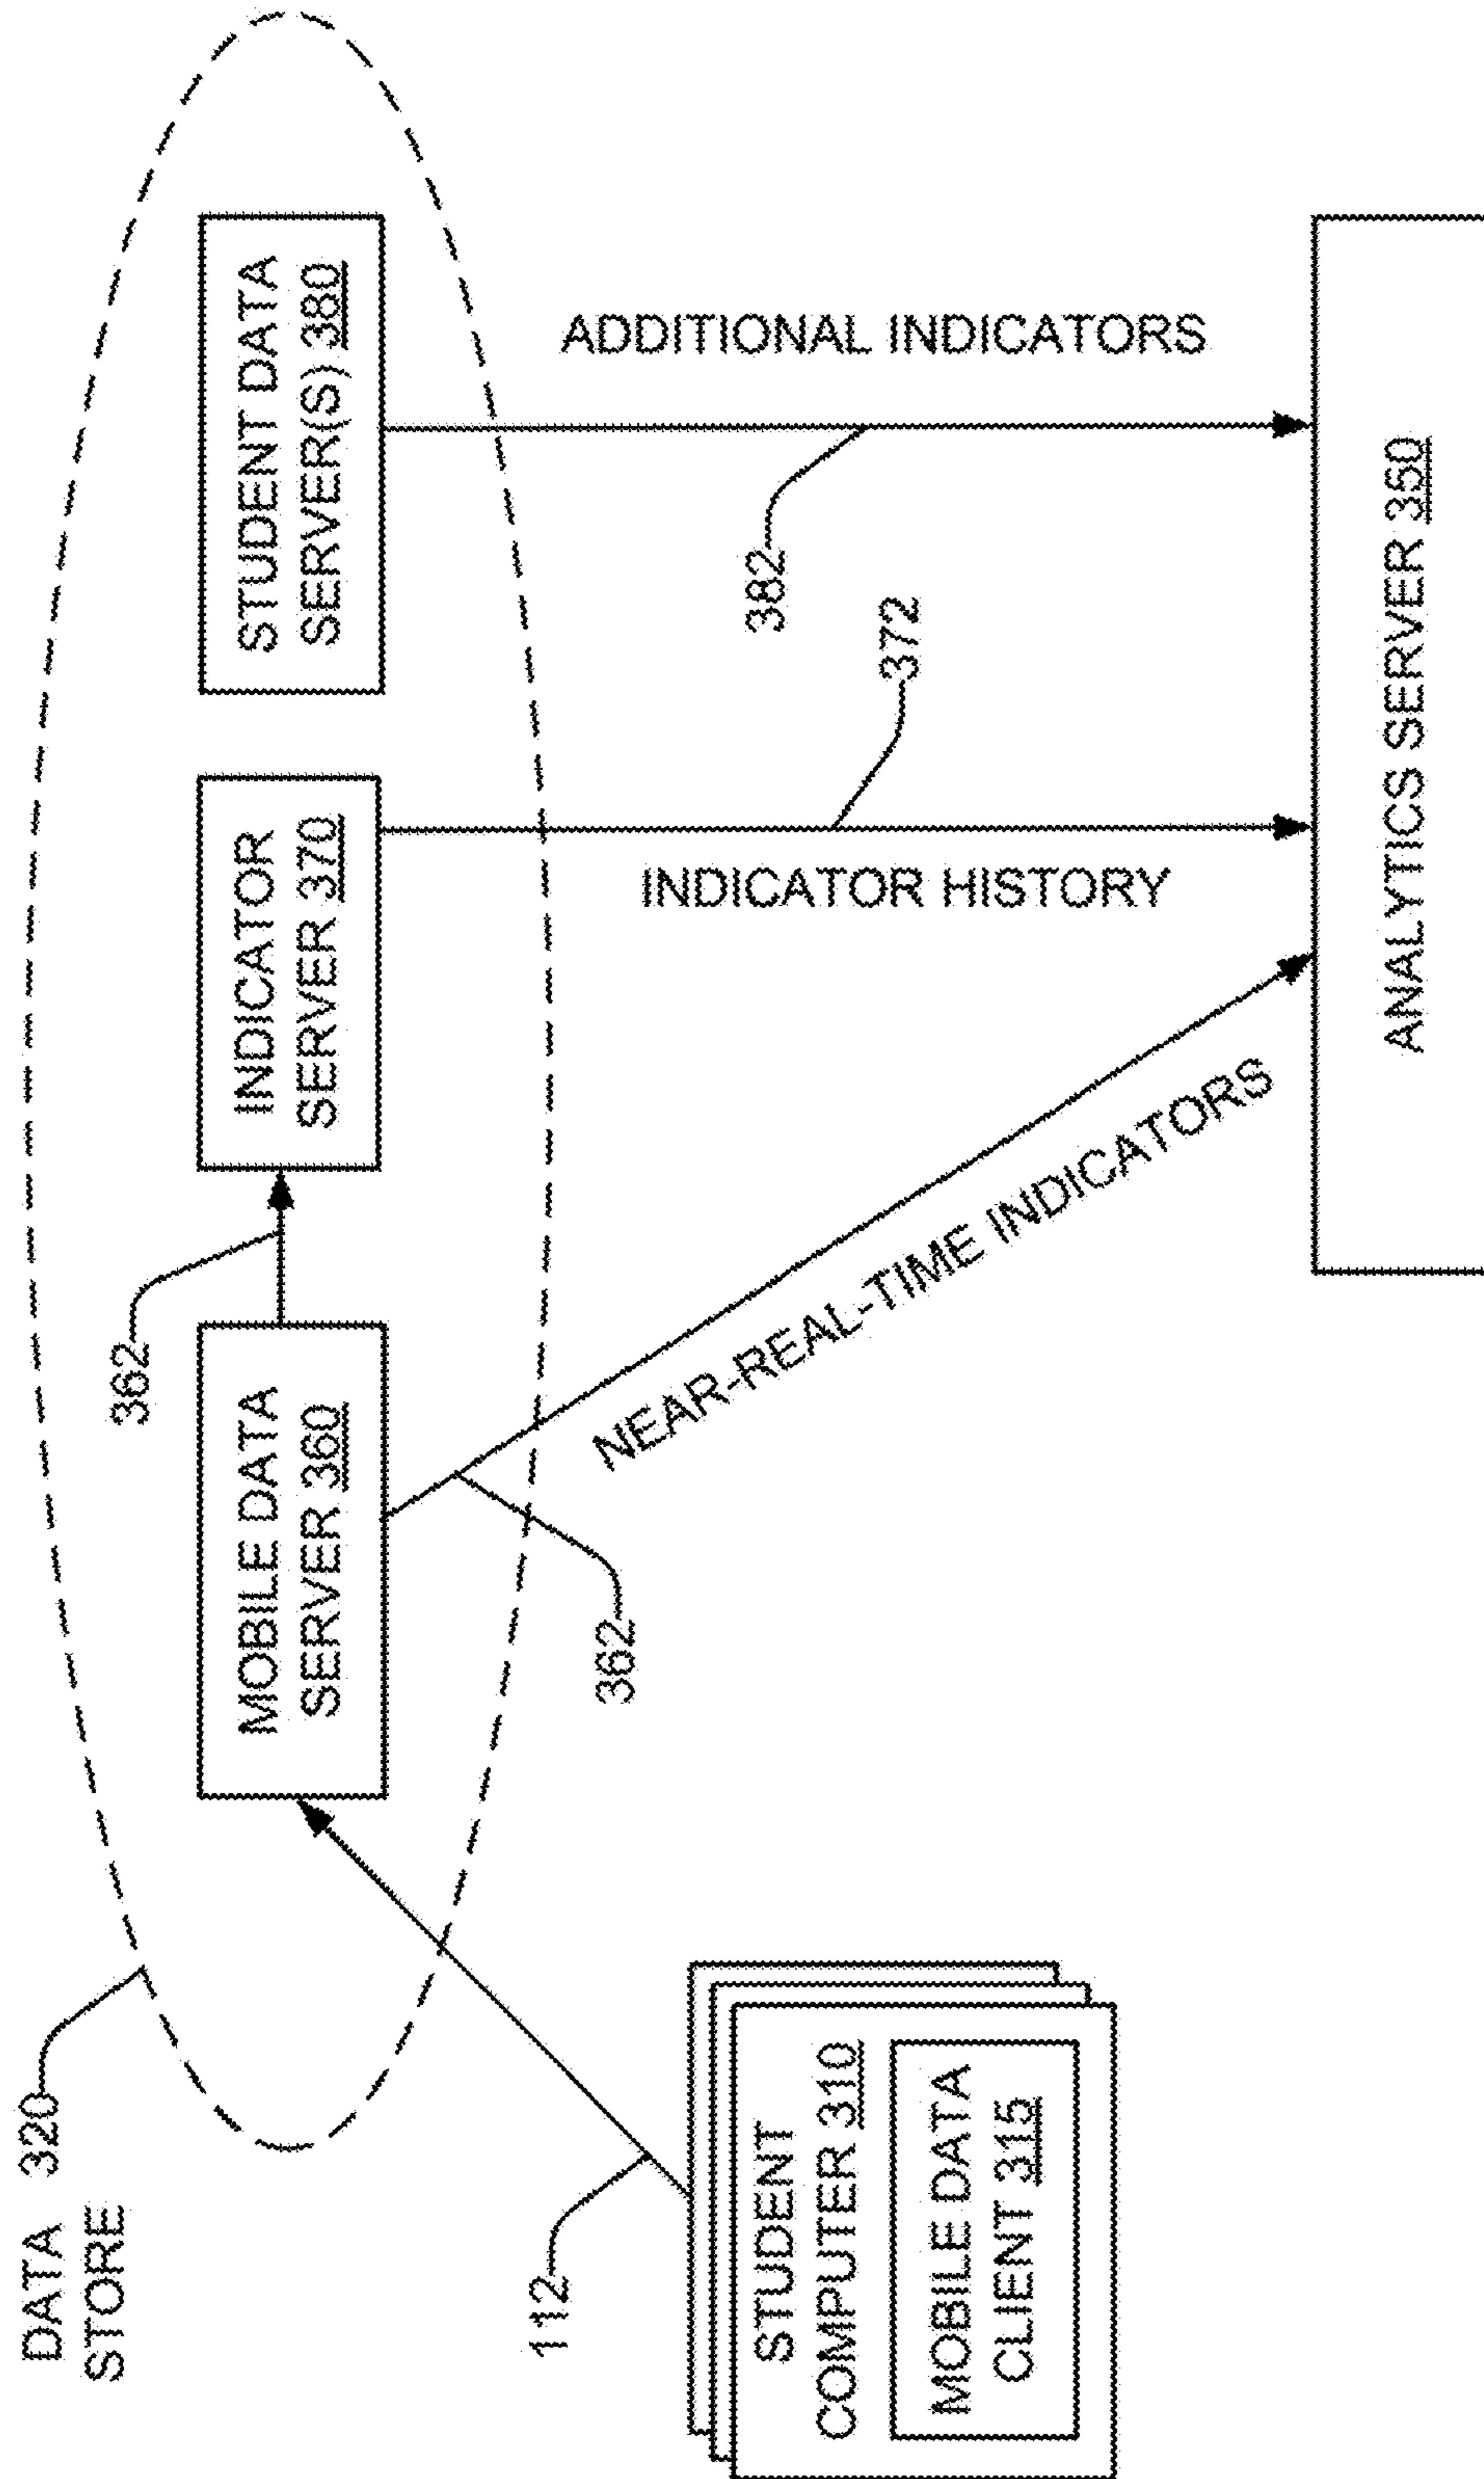 DATA 320
STORE
362
MOBILE DATA
SERVER 360
INDICATOR
SERVER 370
STUDENT DATA
SERVER(S) 380
112
STUDENT
COMPUTER 310
MOBILE DATA
CLIENT 315
362
NEAR-REAL-TIME INDICATORS
INDICATOR HISTORY
372
382
ADDITIONAL INDICATORS
ANALYTICS SERVER 350